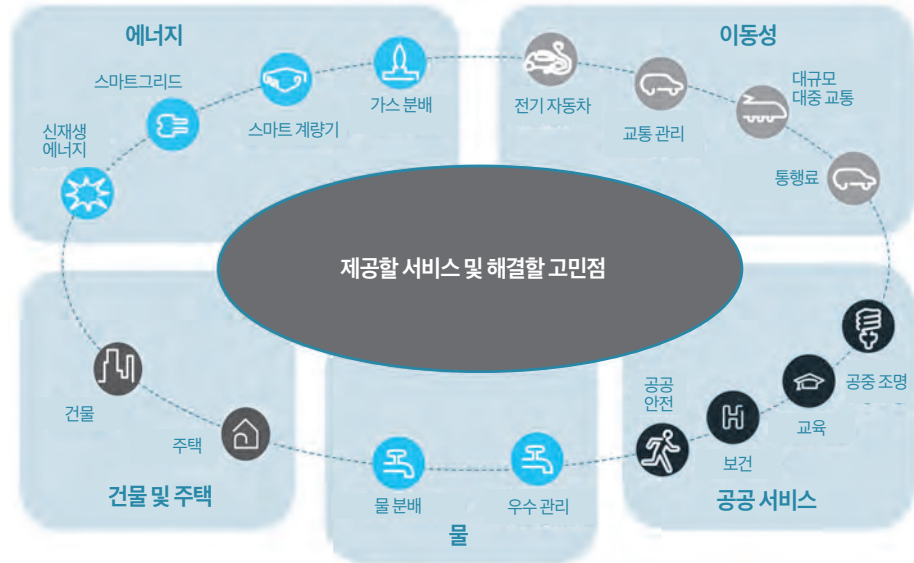 에너지
스마트그리드
스마트 계량기
가스 분배
신재생
에너지
이동성
전기 자동차
교통 관리
대규모
대중 교통
통행료
제공할 서비스 및 해결할 고민점
건물
주택
건물 및 주택
물 분배
우수 관리
물
공공
안전
보건
교육
공중 조명
공공 서비스